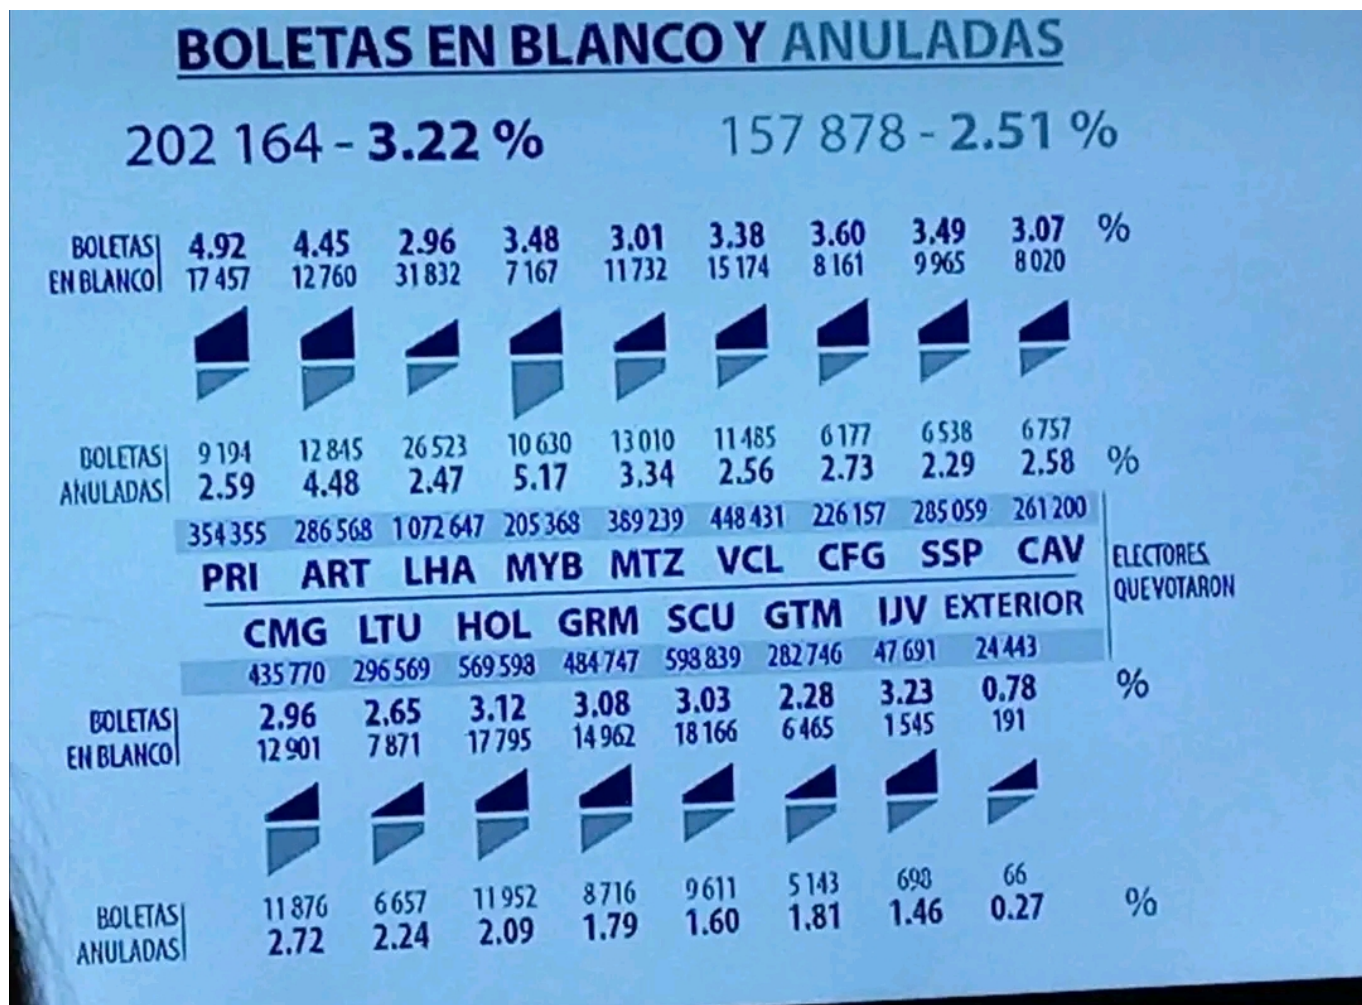 BOLETAS EN BLANCO Y ANULADAS
202 164 - 3.22 % 157 878 - 2.51 %
BOLETAS EN BLANCO
4.92 4.45 2.96 3.48 3.01 3.38 3.60 3.49 3.07 %
17 457 12 760 31 832 7 167 11 732 15 174 8 161 9 965 8 020
BOLETAS ANULADAS
9 194 12 845 26 523 10 630 13 010 11 485 6 177 6 538 6 757
2.59 4.48 2.47 5.17 3.34 2.56 2.73 2.29 2.58 %
354 355 286 568 1 072 647 205 368 389 239 448 431 226 157 285 059 261 200
PRI ART LHA MYB MTZ VCL CFG SSP CAV
ELECTORES
QUE VOTARON
CMG LTU HOL GRM SCU GTM IJV EXTERIOR
435 770 296 569 569 598 484 747 598 839 282 746 47 691 24 443
BOLETAS EN BLANCO
2.96 2.65 3.12 3.08 3.03 2.28 3.23 0.78 %
12 901 7 871 17 795 14 962 18 166 6 465 1 545 191
BOLETAS ANULADAS
11 876 6 657 11 952 8 716 9 611 5 143 698 66
2.72 2.24 2.09 1.79 1.60 1.81 1.46 0.27 %